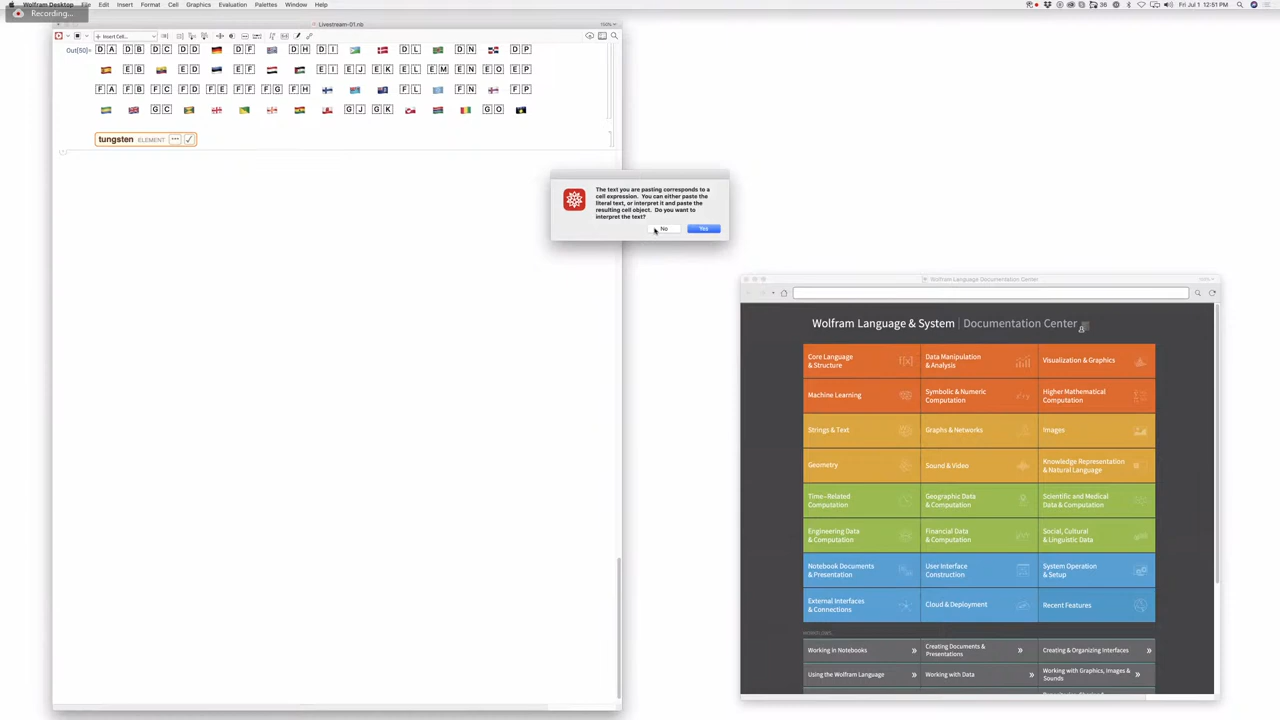 Wolfram Desktop File Edit Insert Format Cell Graphics Evaluation Palettes Window Help Fri Jul 1 12:51 PM
Recording...
Livestream-01.nb
150%
Insert Cell...
Out[50]=
D A D B D C D D D F D H D I D L D N D P
E B E D E F E I E J E K E L E M E N E O E P
F A F B F C F D F E F F F G F H F L F N F P
G C G J G K G O
tungsten ELEMENT ... ✓
The text you are pasting corresponds to a
cell expression. You can either paste the
literal text, or interpret it and paste the
resulting cell object. Do you want to
interpret the text?
No Yes
Wolfram Language Documentation Center
Wolfram Language & System | Documentation Center
Core Language
& Structure
Data Manipulation
& Analysis
Visualization & Graphics
Machine Learning
Symbolic & Numeric
Computation
Higher Mathematical
Computation
Strings & Text
Graphs & Networks
Images
Geometry
Sound & Video
Knowledge Representation
& Natural Language
Time-Related
Computation
Geographic Data
& Computation
Scientific and Medical
Data & Computation
Engineering Data
& Computation
Financial Data
& Computation
Social, Cultural
& Linguistic Data
Notebook Documents
& Presentation
User Interface
Construction
System Operation
& Setup
External Interfaces
& Connections
Cloud & Deployment
Recent Features
WORKFLOWS
Working in Notebooks »
Creating Documents &
Presentations »
Creating & Organizing Interfaces »
Using the Wolfram Language »
Working with Data »
Working with Graphics, Images &
Sounds »